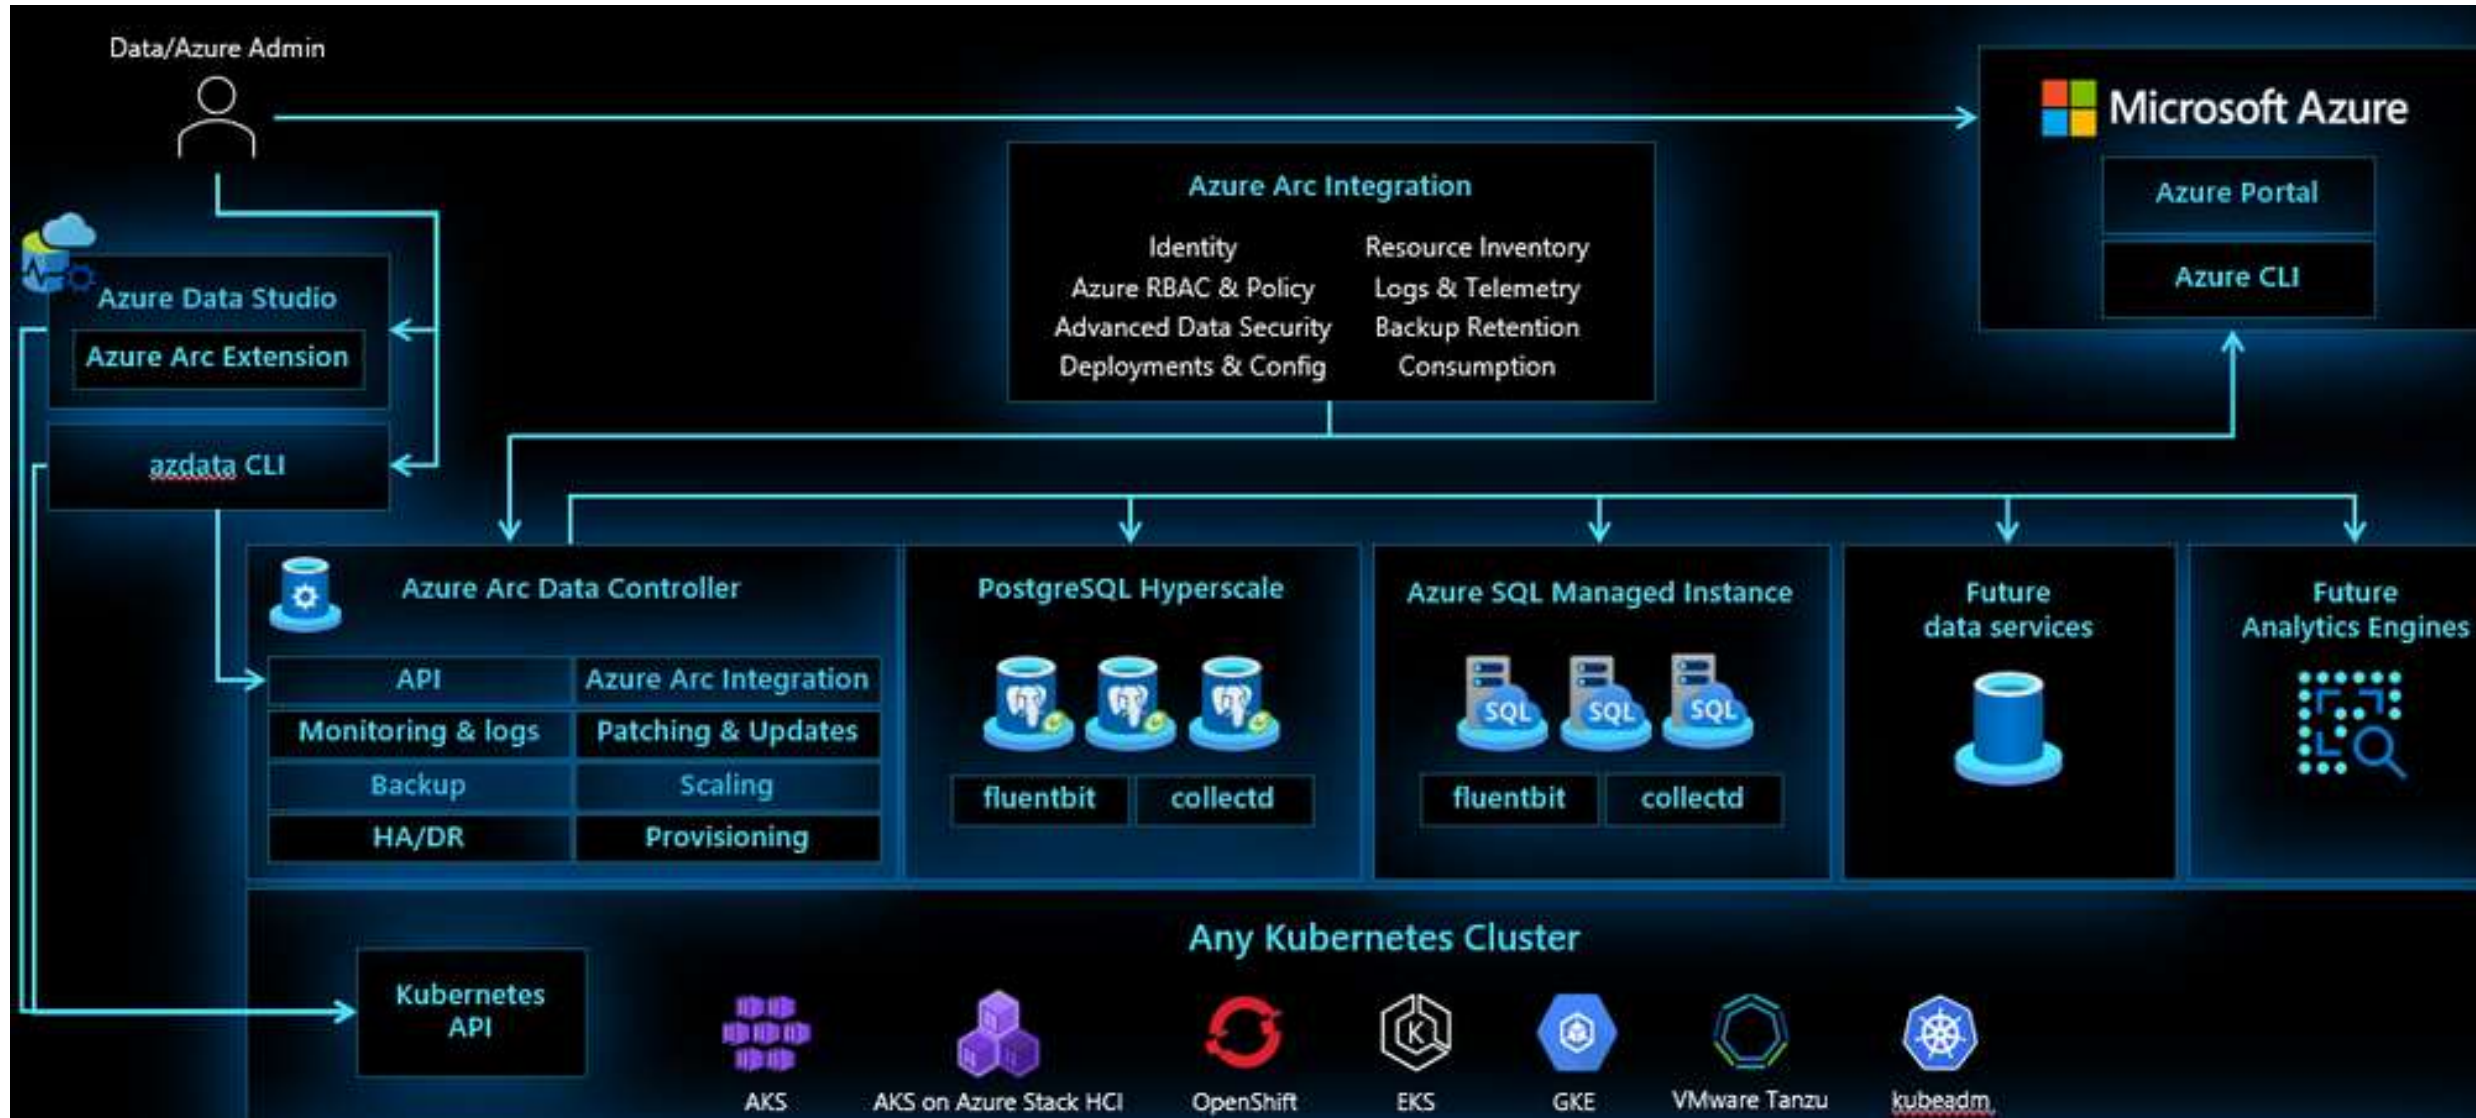 Data/Azure Admin
Microsoft Azure
Azure Portal
Azure CLI
Azure Arc Integration
Identity
Resource Inventory
Azure RBAC & Policy
Logs & Telemetry
Advanced Data Security
Backup Retention
Deployments & Config
Consumption
Azure Data Studio
Azure Arc Extension
azdata CLI
Azure Arc Data Controller
API
Azure Arc Integration
Monitoring & logs
Patching & Updates
Backup
Scaling
HA/DR
Provisioning
PostgreSQL Hyperscale
fluentbit
collectd
Azure SQL Managed Instance
SQL
SQL
SQL
fluentbit
collectd
Future
data services
Future
Analytics Engines
Any Kubernetes Cluster
Kubernetes
API
K
AKS
AKS on Azure Stack HCI
OpenShift
EKS
GKE
VMware Tanzu
kubeadm